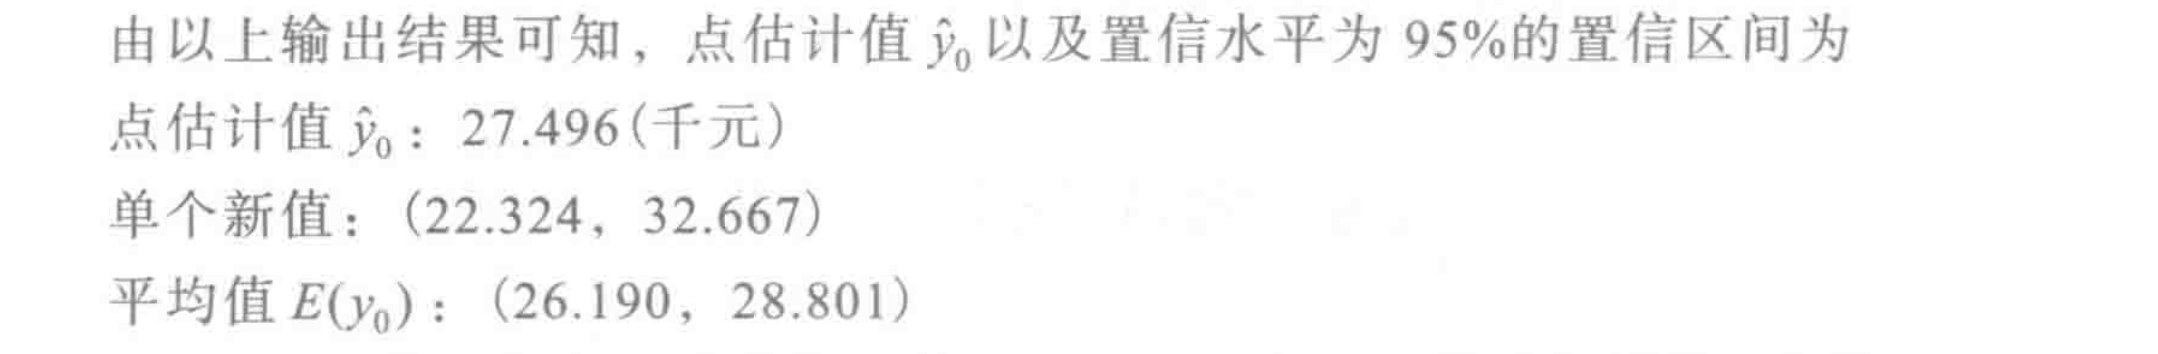 由以上输出结果可知，点估计值 ŷ₀ 以及置信水平为 95%的置信区间为
点估计值 ŷ₀：27.496(千元)
单个新值：(22.324，32.667)
平均值 E(y₀)：(26.190，28.801)